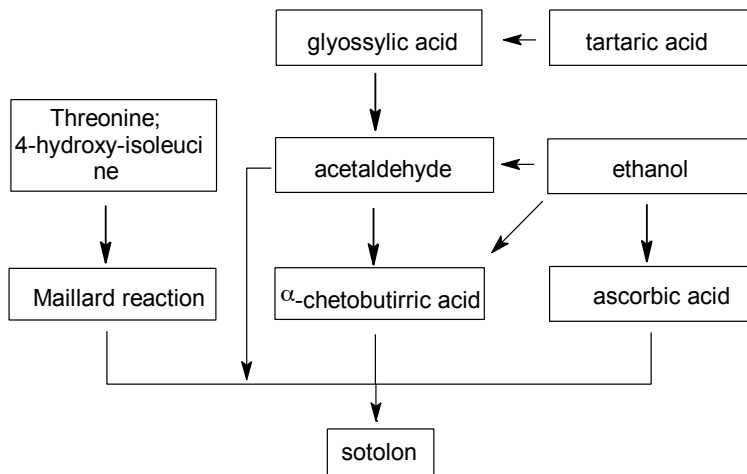 glyossylic acid
tartaric acid
Threonine;
4-hydroxy-isoleuci
ne
acetaldehyde
ethanol
Maillard reaction
α-chetobutirric acid
ascorbic acid
sotolon